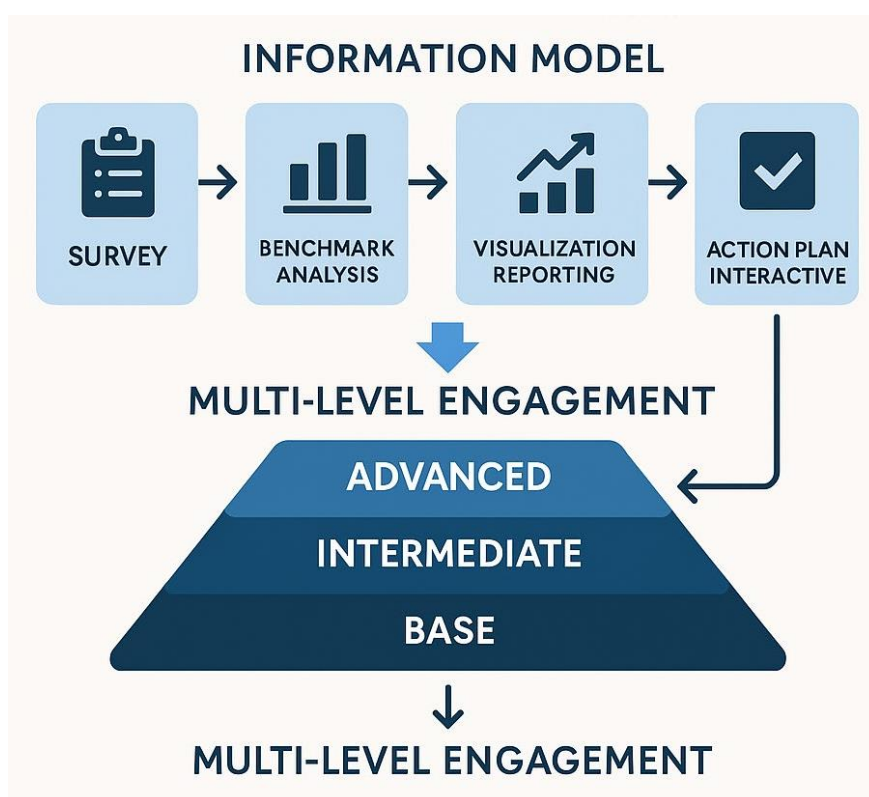 INFORMATION MODEL
SURVEY
BENCHMARK
ANALYSIS
VISUALIZATION
REPORTING
ACTION PLAN
INTERACTIVE
MULTI-LEVEL ENGAGEMENT
ADVANCED
INTERMEDIATE
BASE
MULTI-LEVEL ENGAGEMENT